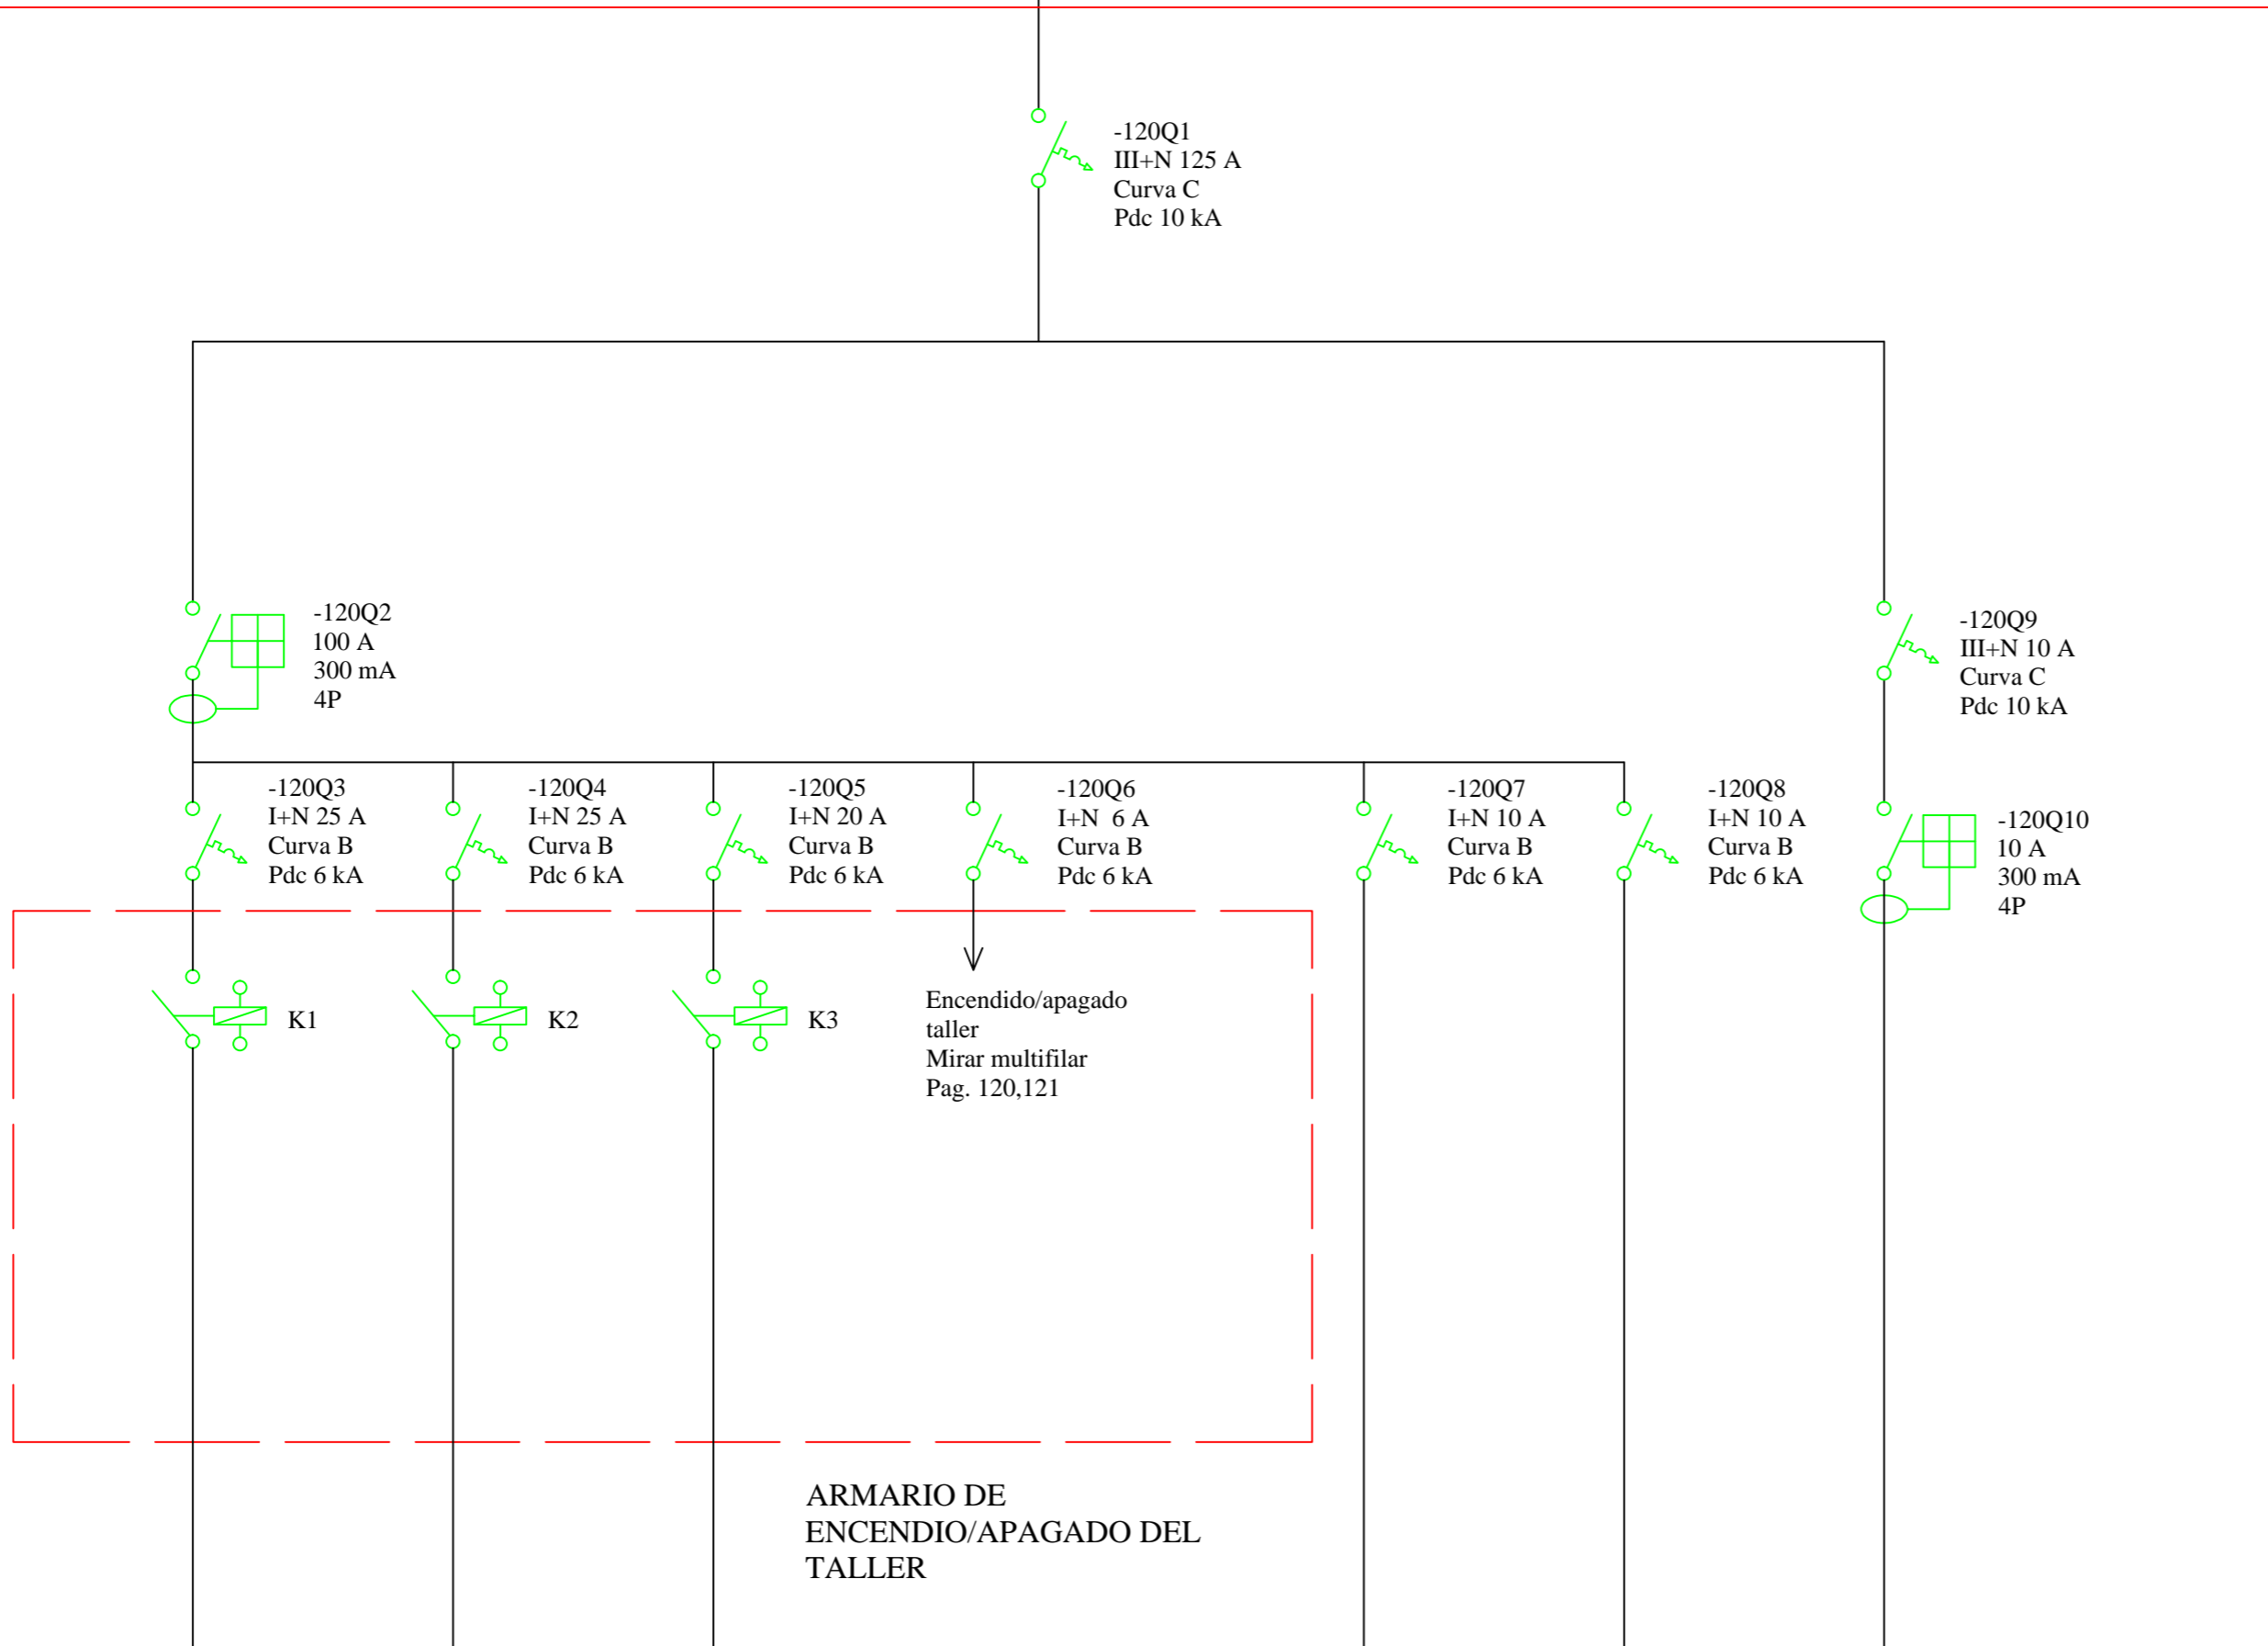 -120Q1
III+N 125 A
Curva C
Pdc 10 kA
-120Q2
100 A
300 mA
4P
-120Q9
III+N 10 A
Curva C
Pdc 10 kA
-120Q3
I+N 25 A
Curva B
Pdc 6 kA
-120Q4
I+N 25 A
Curva B
Pdc 6 kA
-120Q5
I+N 20 A
Curva B
Pdc 6 kA
-120Q6
I+N 6 A
Curva B
Pdc 6 kA
-120Q7
I+N 10 A
Curva B
Pdc 6 kA
-120Q8
I+N 10 A
Curva B
Pdc 6 kA
-120Q10
10 A
300 mA
4P
K1
K2
K3
Encendido/apagado
taller
Mirar multifilar
Pag. 120,121
ARMARIO DE
ENCENDIO/APAGADO DEL
TALLER